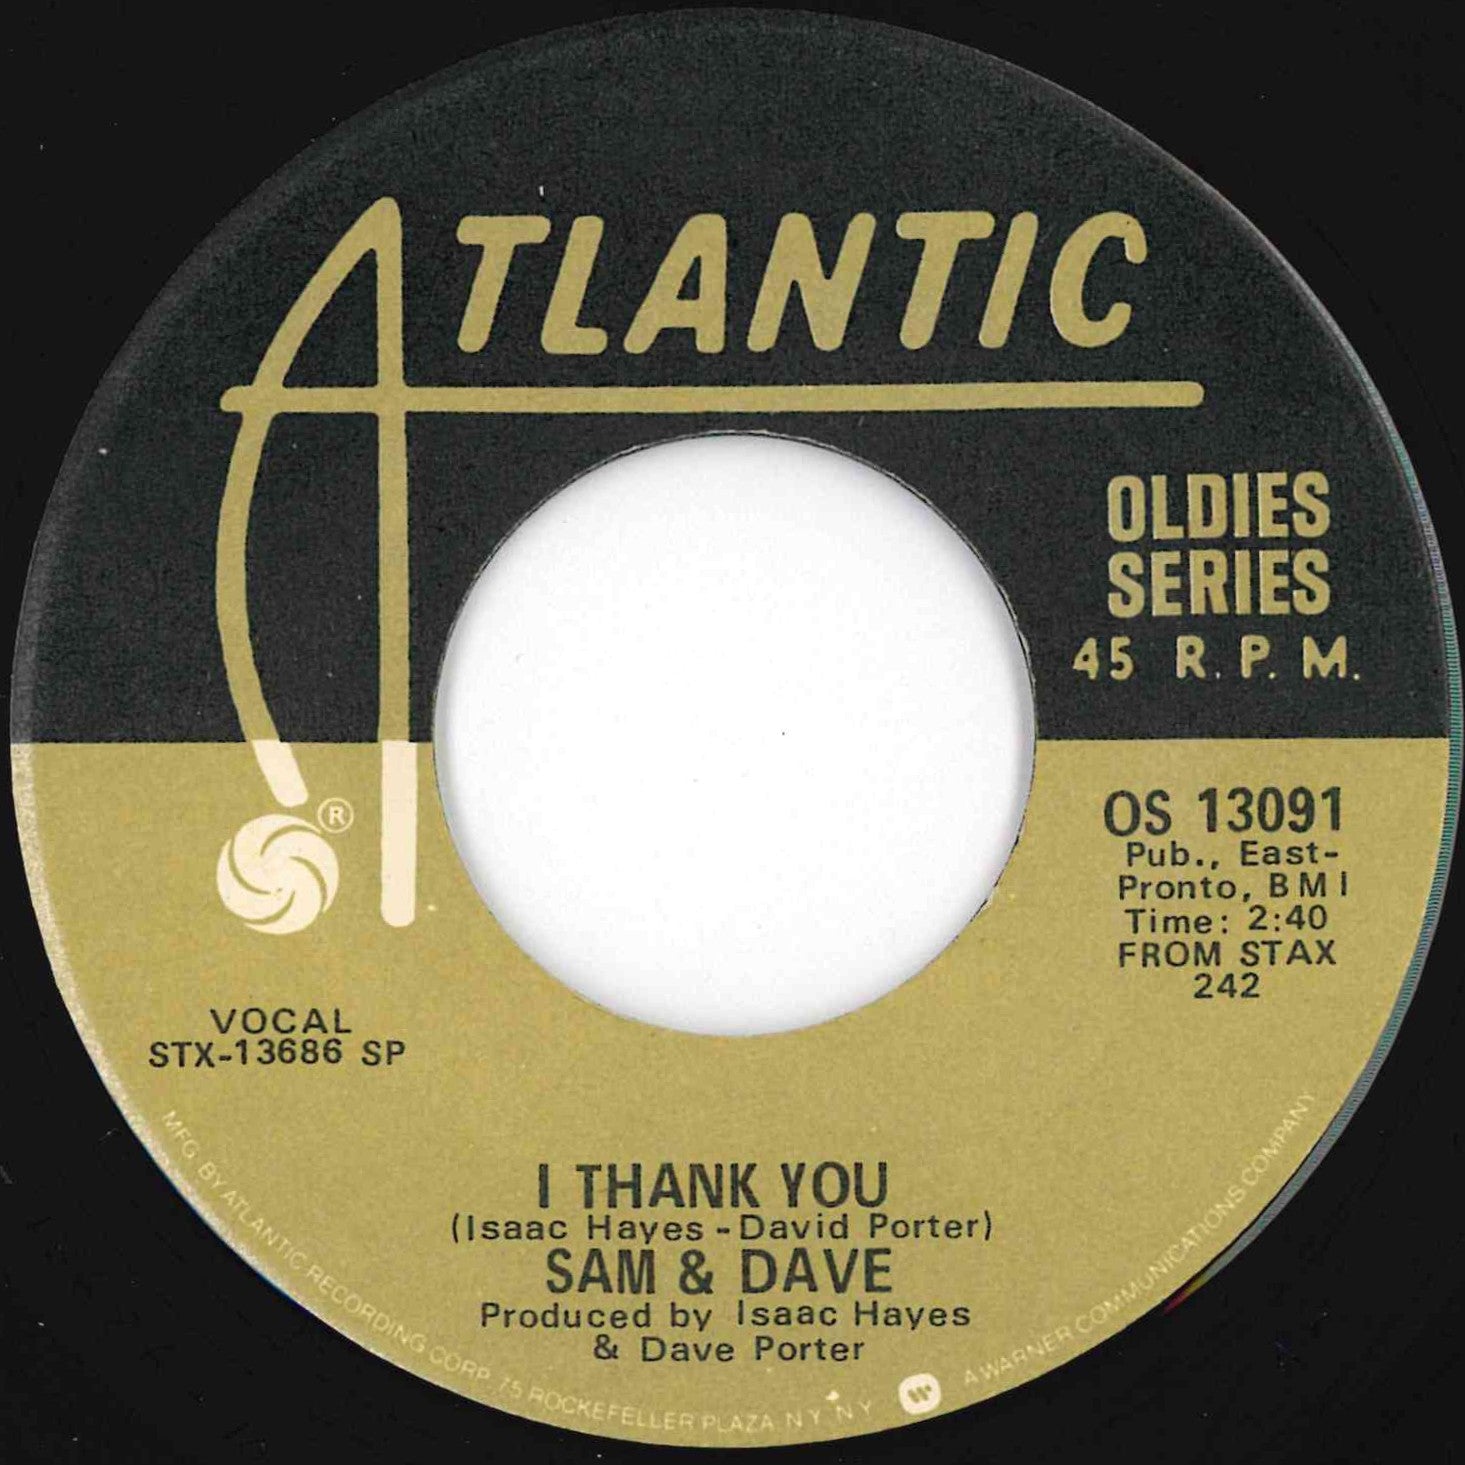 ATLANTIC
OLDIES
SERIES
45 R.P.M.
®
OS 13091
Pub., East-
Pronto, BMI
Time: 2:40
FROM STAX
242
VOCAL
STX-13686 SP
I THANK YOU
(Isaac Hayes - David Porter)
SAM & DAVE
Produced by Isaac Hayes
& Dave Porter
MFG BY ATLANTIC RECORDING CORP. 75 ROCKEFELLER PLAZA, N.Y. N.Y. A WARNER COMMUNICATIONS COMPANY